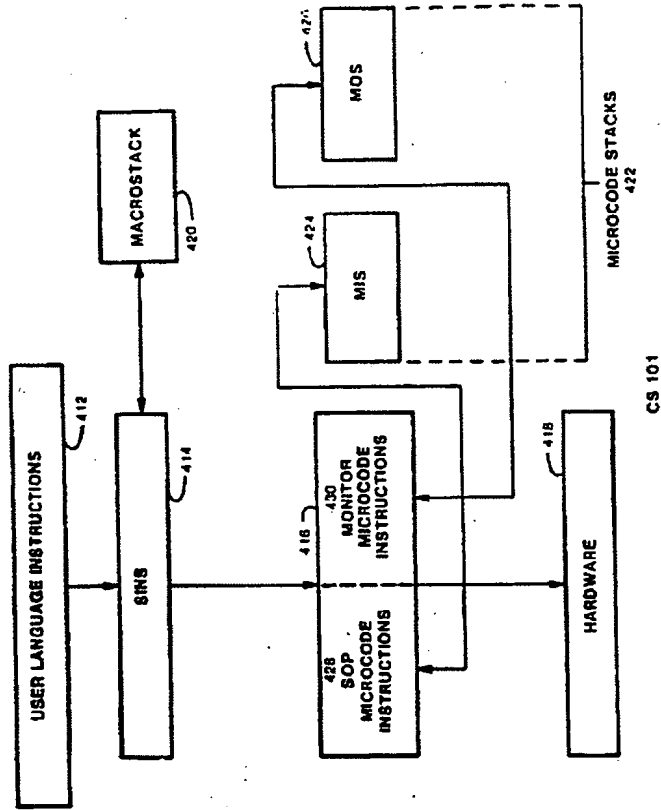 USER LANGUAGE INSTRUCTIONS
412
SINS
414
MACROSTACK
420
416
428
SOP
MICROCODE
INSTRUCTIONS
430
MONITOR
MICROCODE
INSTRUCTIONS
MIS
424
MOS
MICROCODE STACKS
422
HARDWARE
418
CS 101